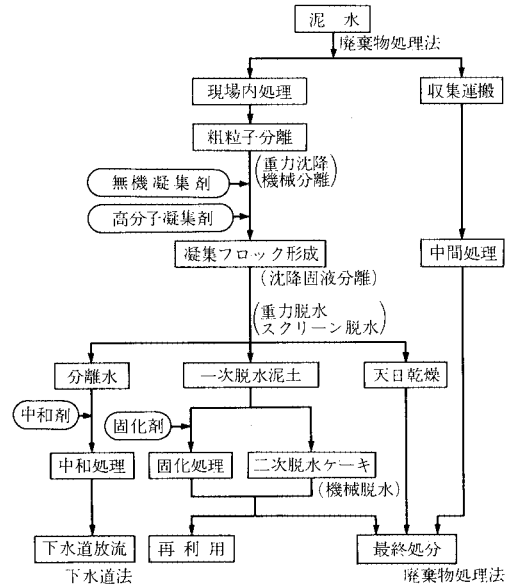 泥水
廃棄物処理法
現場内処理
収集運搬
粗粒子分離
(重力沈降
機械分離)
無機凝集剤
高分子凝集剤
凝集フロック形成
中間処理
(沈降固液分離)
(重力脱水
スクリーン脱水)
分離水
一次脱水泥土
天日乾燥
中和剤
固化剤
中和処理
固化処理
二次脱水ケーキ
(機械脱水)
下水道放流
再利用
最終処分
下水道法
廃棄物処理法